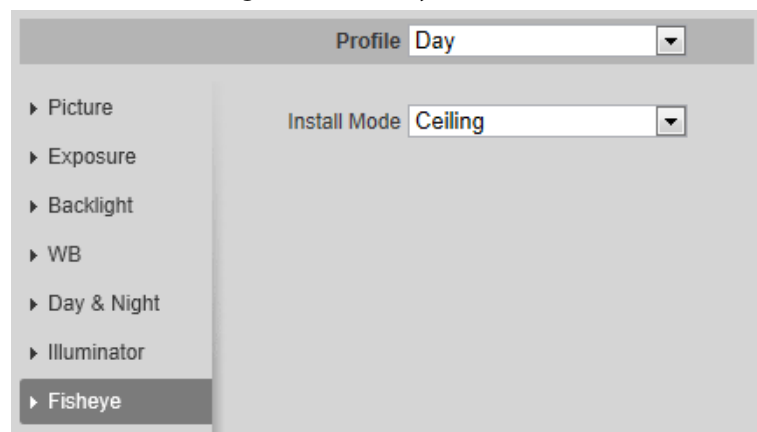 Profile Day
Picture
Install Mode Ceiling
Exposure
Backlight
WB
Day & Night
Illuminator
Fisheye